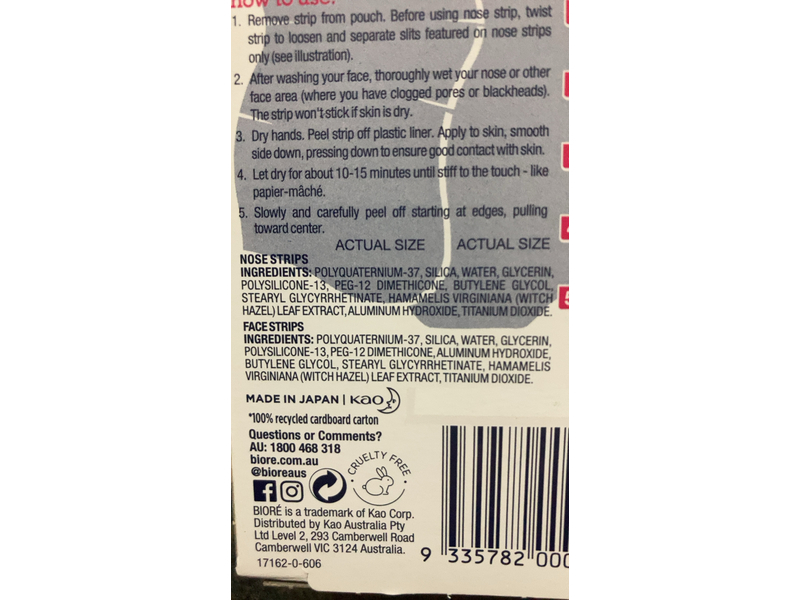 how to use:
1. Remove strip from pouch. Before using nose strip, twist
strip to loosen and separate slits featured on nose strips
only (see illustration).
2. After washing your face, thoroughly wet your nose or other
face area (where you have clogged pores or blackheads).
The strip won't stick if skin is dry.
3. Dry hands. Peel strip off plastic liner. Apply to skin, smooth
side down, pressing down to ensure good contact with skin.
4. Let dry for about 10-15 minutes until stiff to the touch - like
papier-mâché.
5. Slowly and carefully peel off starting at edges, pulling
toward center.
ACTUAL SIZE ACTUAL SIZE
NOSE STRIPS
INGREDIENTS: POLYQUATERNIUM-37, SILICA, WATER, GLYCERIN,
POLYSILICONE-13, PEG-12 DIMETHICONE, BUTYLENE GLYCOL,
STEARYL GLYCYRRHETINATE, HAMAMELIS VIRGINIANA (WITCH
HAZEL) LEAF EXTRACT, ALUMINUM HYDROXIDE, TITANIUM DIOXIDE.
5
FACE STRIPS
INGREDIENTS: POLYQUATERNIUM-37, SILICA, WATER, GLYCERIN,
POLYSILICONE-13, PEG-12 DIMETHICONE, ALUMINUM HYDROXIDE,
BUTYLENE GLYCOL, STEARYL GLYCYRRHETINATE, HAMAMELIS
VIRGINIANA (WITCH HAZEL) LEAF EXTRACT, TITANIUM DIOXIDE.
MADE IN JAPAN | Kao
*100% recycled cardboard carton
Questions or Comments?
AU: 1800 468 318
biore.com.au
@bioreaus
CRUELTY FREE
BIORÉ is a trademark of Kao Corp.
Distributed by Kao Australia Pty
Ltd Level 2, 293 Camberwell Road
Camberwell VIC 3124 Australia.
17162-0-606
9 335782 000